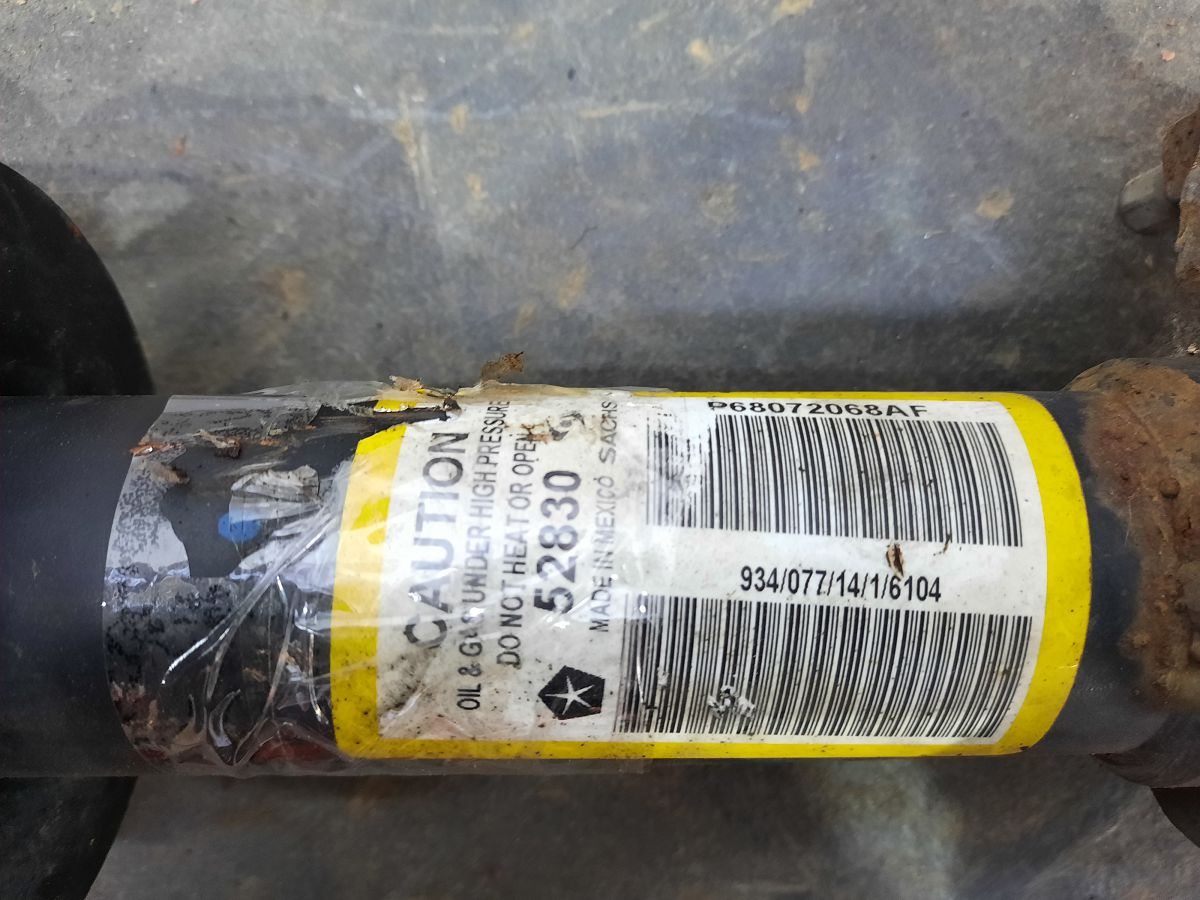 CAUTION
OIL & GAS UNDER HIGH PRESSURE
DO NOT HEAT OR OPEN
52830
MADE IN MEXICO SACHS
P68072068AF
934/077/14/1/6104